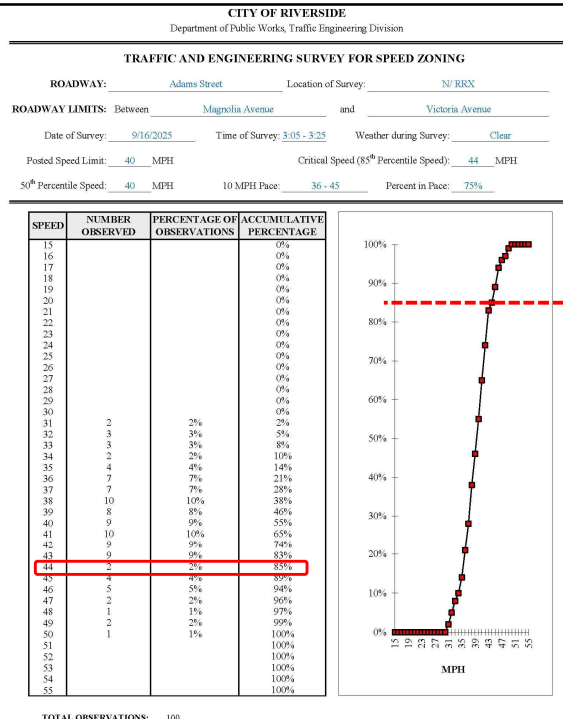 CITY OF RIVERSIDE
Department of Public Works, Traffic Engineering Division
TRAFFIC AND ENGINEERING SURVEY FOR SPEED ZONING
ROADWAY: Adams Street Location of Survey: N/ RRX
ROADWAY LIMITS: Between Magnolia Avenue and Victoria Avenue
Date of Survey: 9/16/2025 Time of Survey: 3:05 - 3:25 Weather during Survey: Clear
Posted Speed Limit: 40 MPH Critical Speed (85th Percentile Speed): 44 MPH
50th Percentile Speed: 40 MPH 10 MPH Pace: 36 - 45 Percent in Pace: 75%
SPEED NUMBER OBSERVED PERCENTAGE OF OBSERVATIONS ACCUMULATIVE PERCENTAGE
15 0%
16 0%
17 0%
18 0%
19 0%
20 0%
21 0%
22 0%
23 0%
24 0%
25 0%
26 0%
27 0%
28 0%
29 0%
30 0%
31 2 2% 2%
32 3 3% 5%
33 3 3% 8%
34 2 2% 10%
35 4 4% 14%
36 7 7% 21%
37 7 7% 28%
38 10 10% 38%
39 8 8% 46%
40 9 9% 55%
41 10 10% 65%
42 9 9% 74%
43 9 9% 83%
44 2 2% 85%
45 4 4% 89%
46 5 5% 94%
47 2 2% 96%
48 1 1% 97%
49 2 2% 99%
50 1 1% 100%
51 100%
52 100%
53 100%
54 100%
55 100%
TOTAL OBSERVATIONS: 100
100%
90%
80%
70%
60%
50%
40%
30%
20%
10%
0%
15 19 23 27 31 35 39 43 47 51 55
MPH